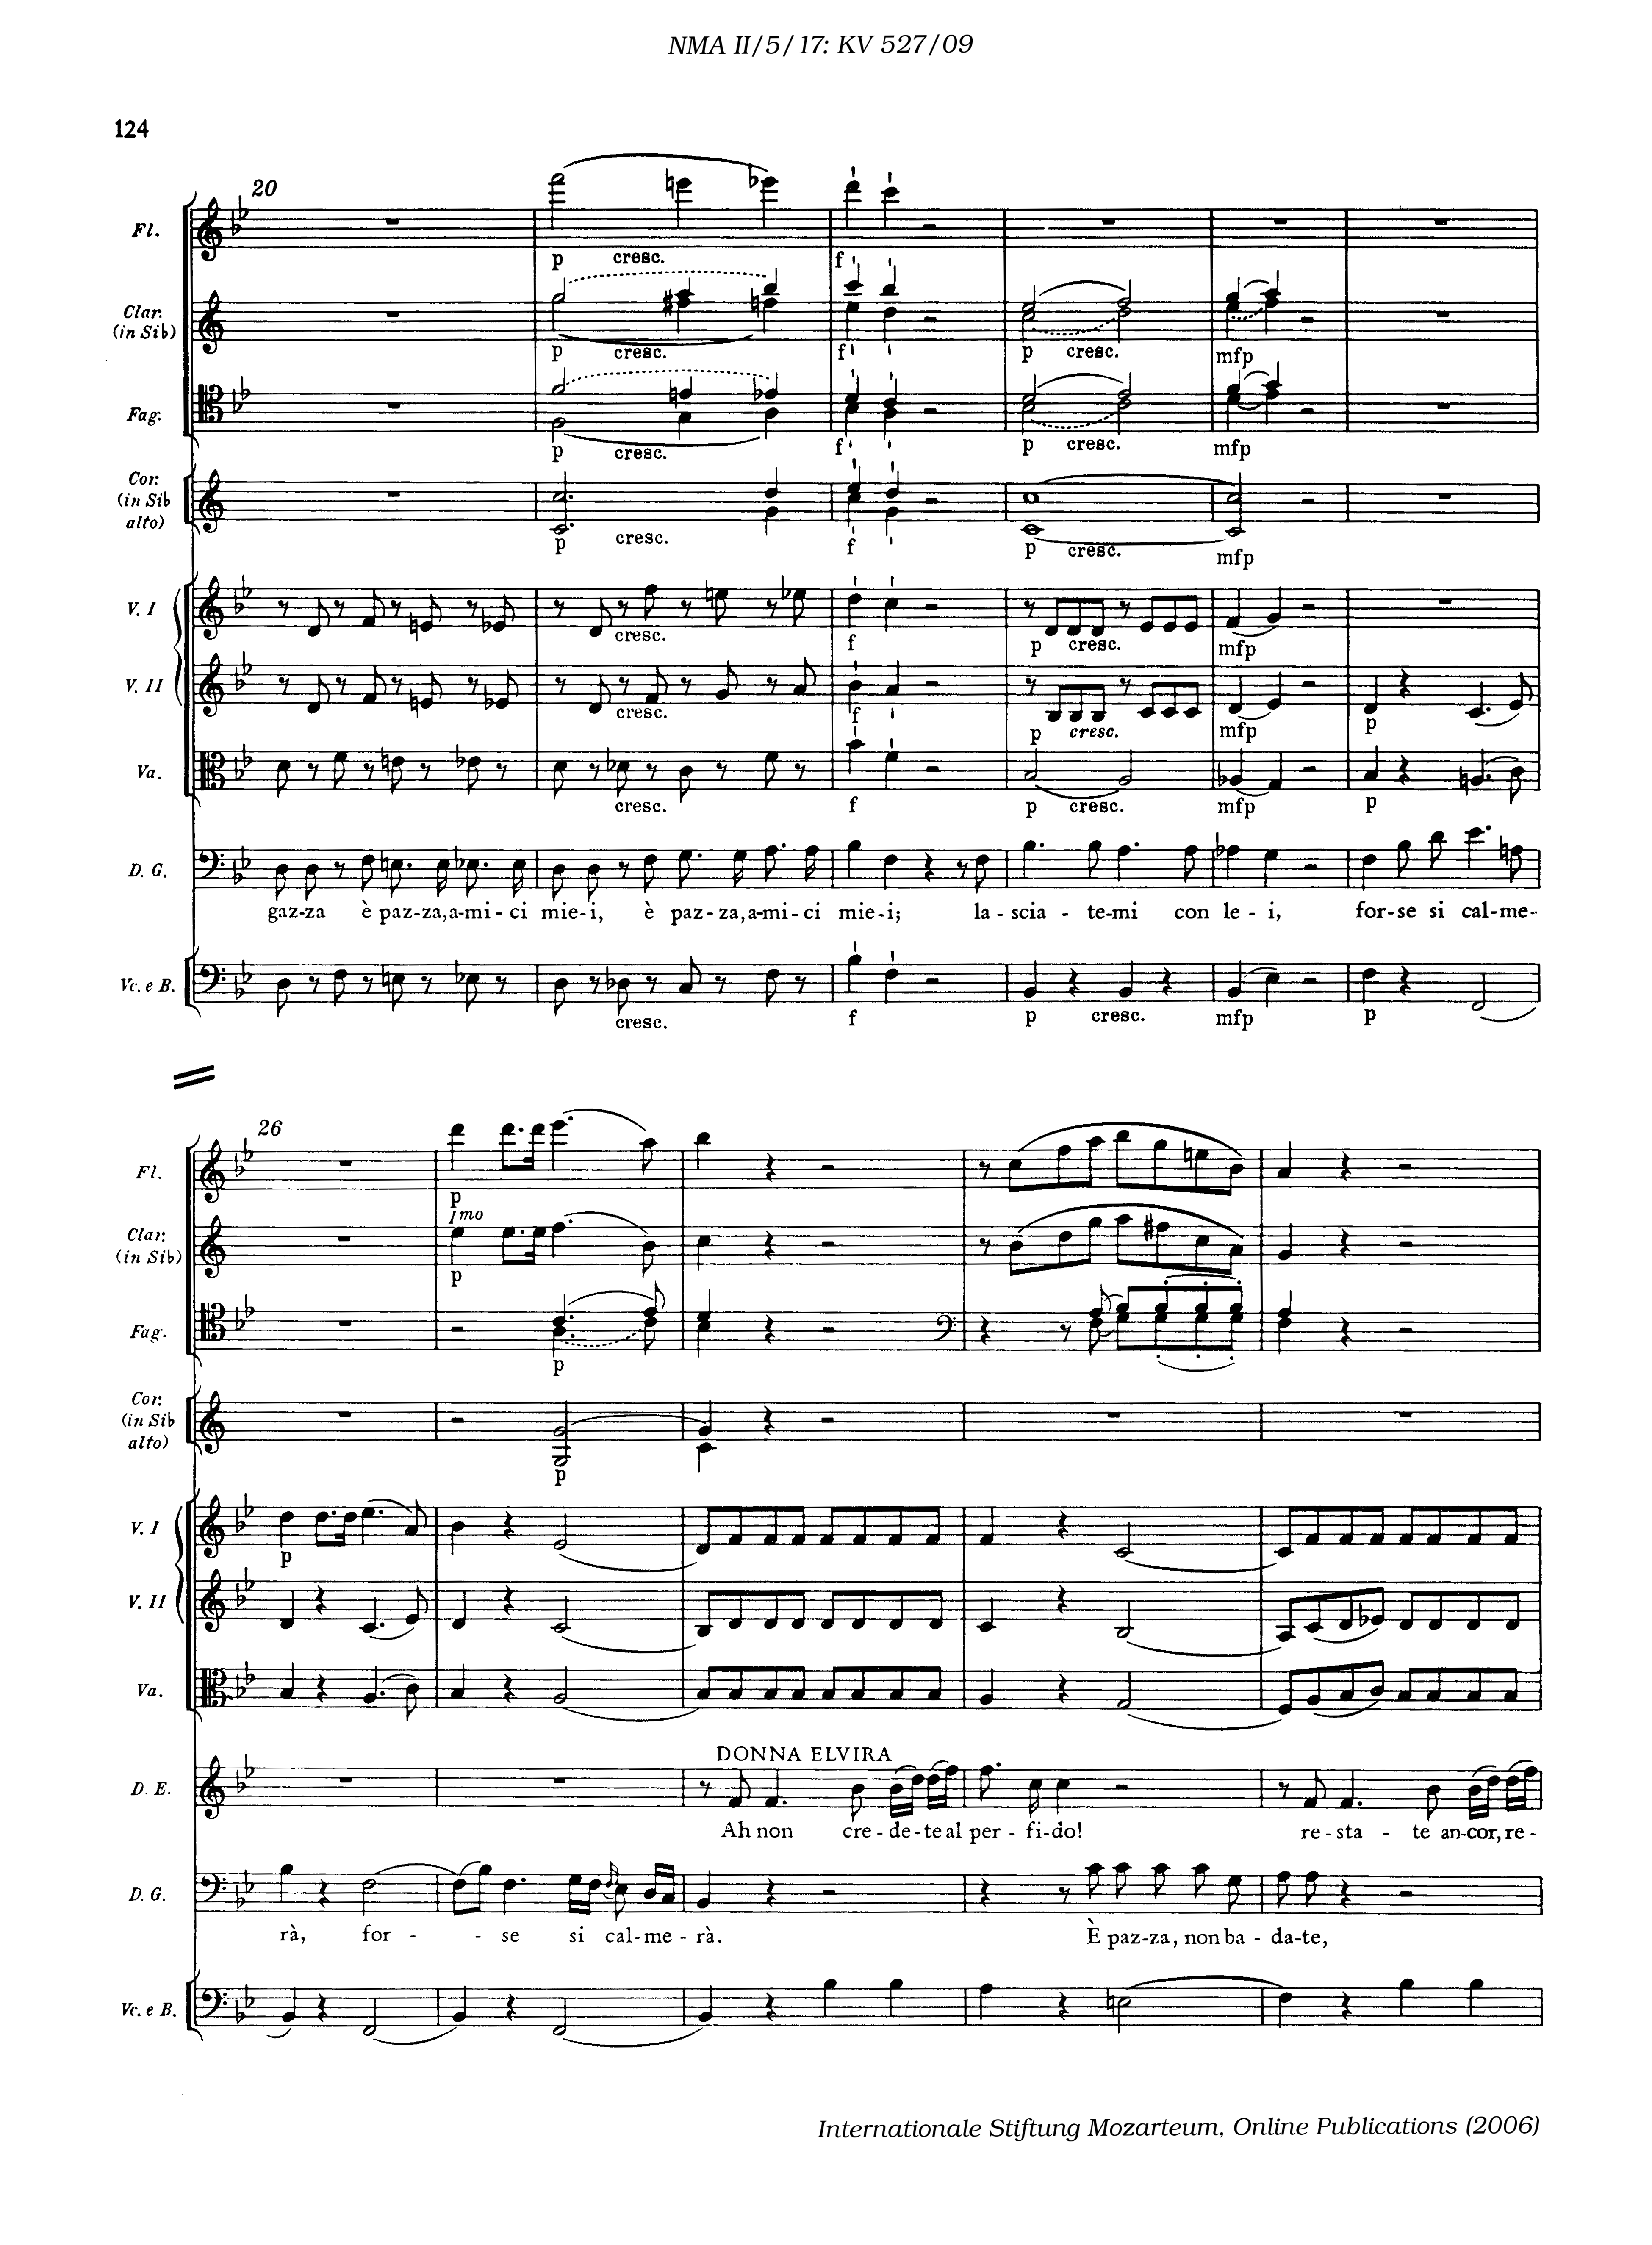 NMA II/5/17: KV 527/09
124
20
Fl.
p cresc. f
Clar.
(in Sib)
p cresc. f p cresc. mfp
Fag.
p cresc. f p cresc. mfp
Cor.
(in Sib
alto)
p cresc. f p cresc. mfp
V. I
cresc. f p cresc. mfp
V. II
cresc. f p cresc. mfp p
Va.
cresc. f p cresc. mfp p
D. G.
gaz-za è paz-za, a-mi-ci mie-i, è paz-za, a-mi-ci mie-i; la-scia-te-mi con le-i, for-se si cal-me-
Vc. e B.
cresc. f p cresc. mfp p
26
Fl.
p
Clar.
(in Sib)
1mo
p
Fag.
p
Cor.
(in Sib
alto)
p
V. I
p
V. II
Va.
DONNA ELVIRA
D. E.
Ah non cre-de-te al per-fi-do! re-sta-te an-cor, re-
D. G.
rà, for--se si cal-me-rà. È paz-za, non ba-da-te,
Vc. e B.
Internationale Stiftung Mozarteum, Online Publications (2006)